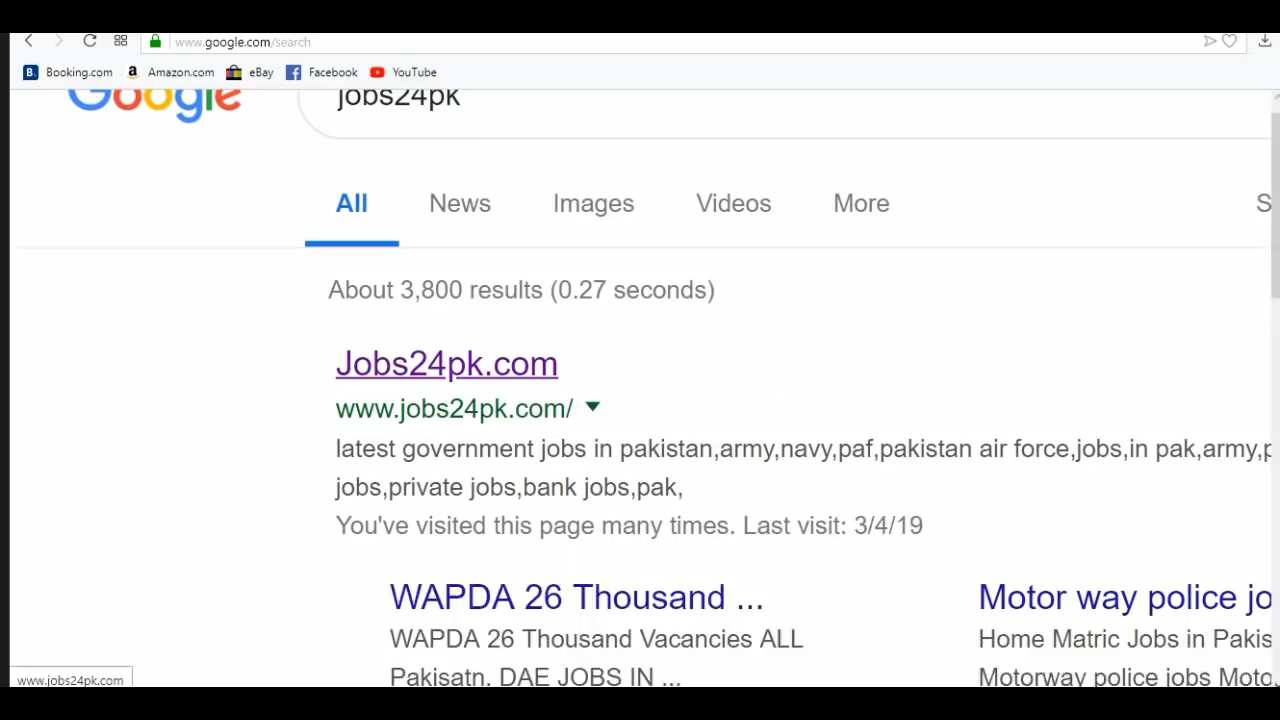 www.google.com/search
Booking.com Amazon.com eBay Facebook YouTube
Google jobs24pk
All News Images Videos More S
About 3,800 results (0.27 seconds)
Jobs24pk.com
www.jobs24pk.com/
latest government jobs in pakistan,army,navy,paf,pakistan air force,jobs,in pak,army,p
jobs,private jobs,bank jobs,pak,
You've visited this page many times. Last visit: 3/4/19
WAPDA 26 Thousand ... Motor way police jo
WAPDA 26 Thousand Vacancies ALL Home Matric Jobs in Pakis
Pakisatn. DAE JOBS IN ... Motorway police jobs Moto
www.jobs24pk.com